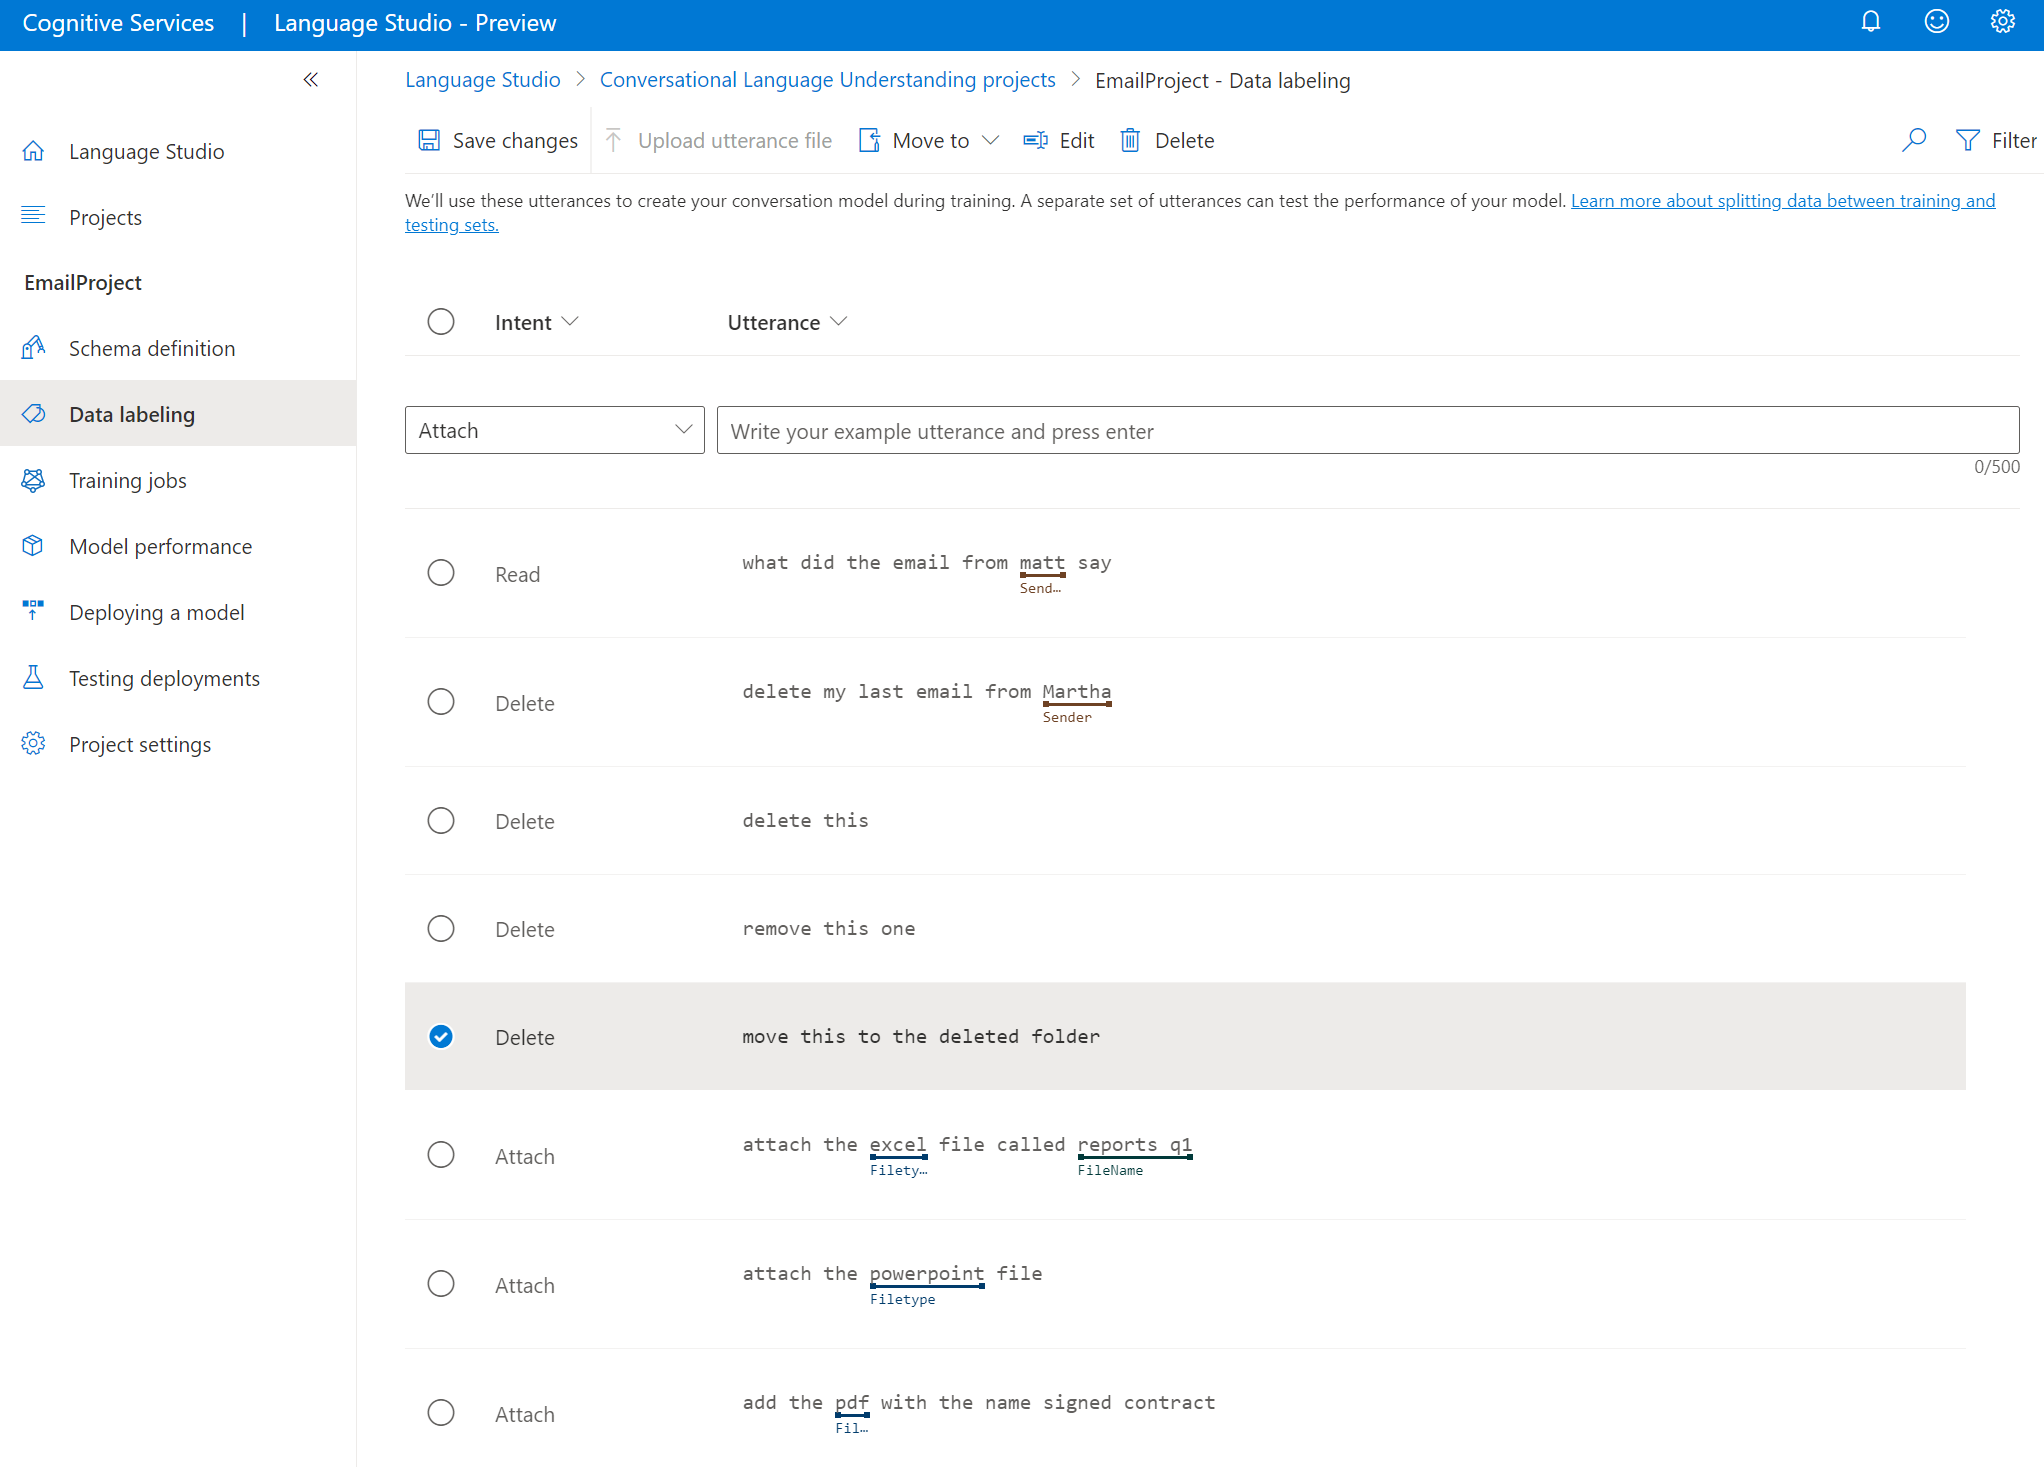 Cognitive Services | Language Studio - Preview
Language Studio > Conversational Language Understanding projects > EmailProject - Data labeling
Save changes Upload utterance file Move to Edit Delete Filter
We'll use these utterances to create your conversation model during training. A separate set of utterances can test the performance of your model. Learn more about splitting data between training and
testing sets.
Language Studio
Projects
EmailProject
Schema definition
Data labeling
Training jobs
Model performance
Deploying a model
Testing deployments
Project settings
Intent Utterance
Attach Write your example utterance and press enter
0/500
Read what did the email from matt say
Send…
Delete delete my last email from Martha
Sender
Delete delete this
Delete remove this one
Delete move this to the deleted folder
Attach attach the excel file called reports q1
Filety… FileName
Attach attach the powerpoint file
Filetype
Attach add the pdf with the name signed contract
Fil…